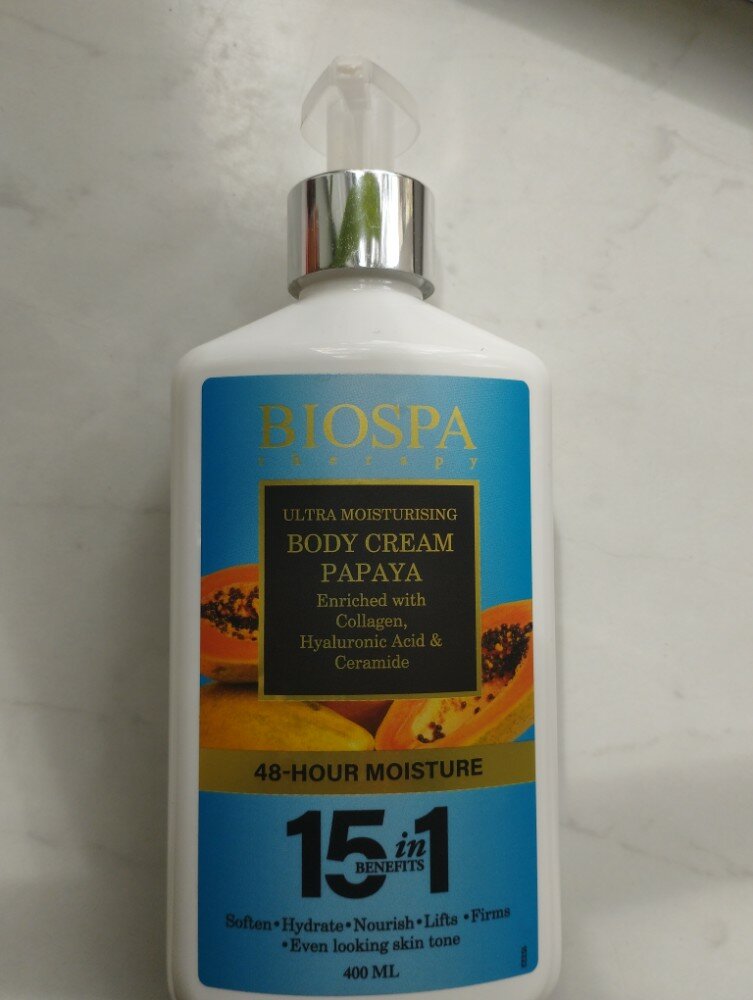 BIOSPA
therapy
ULTRA MOISTURISING
BODY CREAM
PAPAYA
Enriched with
Collagen,
Hyaluronic Acid &
Ceramide
48-HOUR MOISTURE
15 in 1
BENEFITS
Soften • Hydrate • Nourish • Lifts • Firms
• Even looking skin tone
400 ML